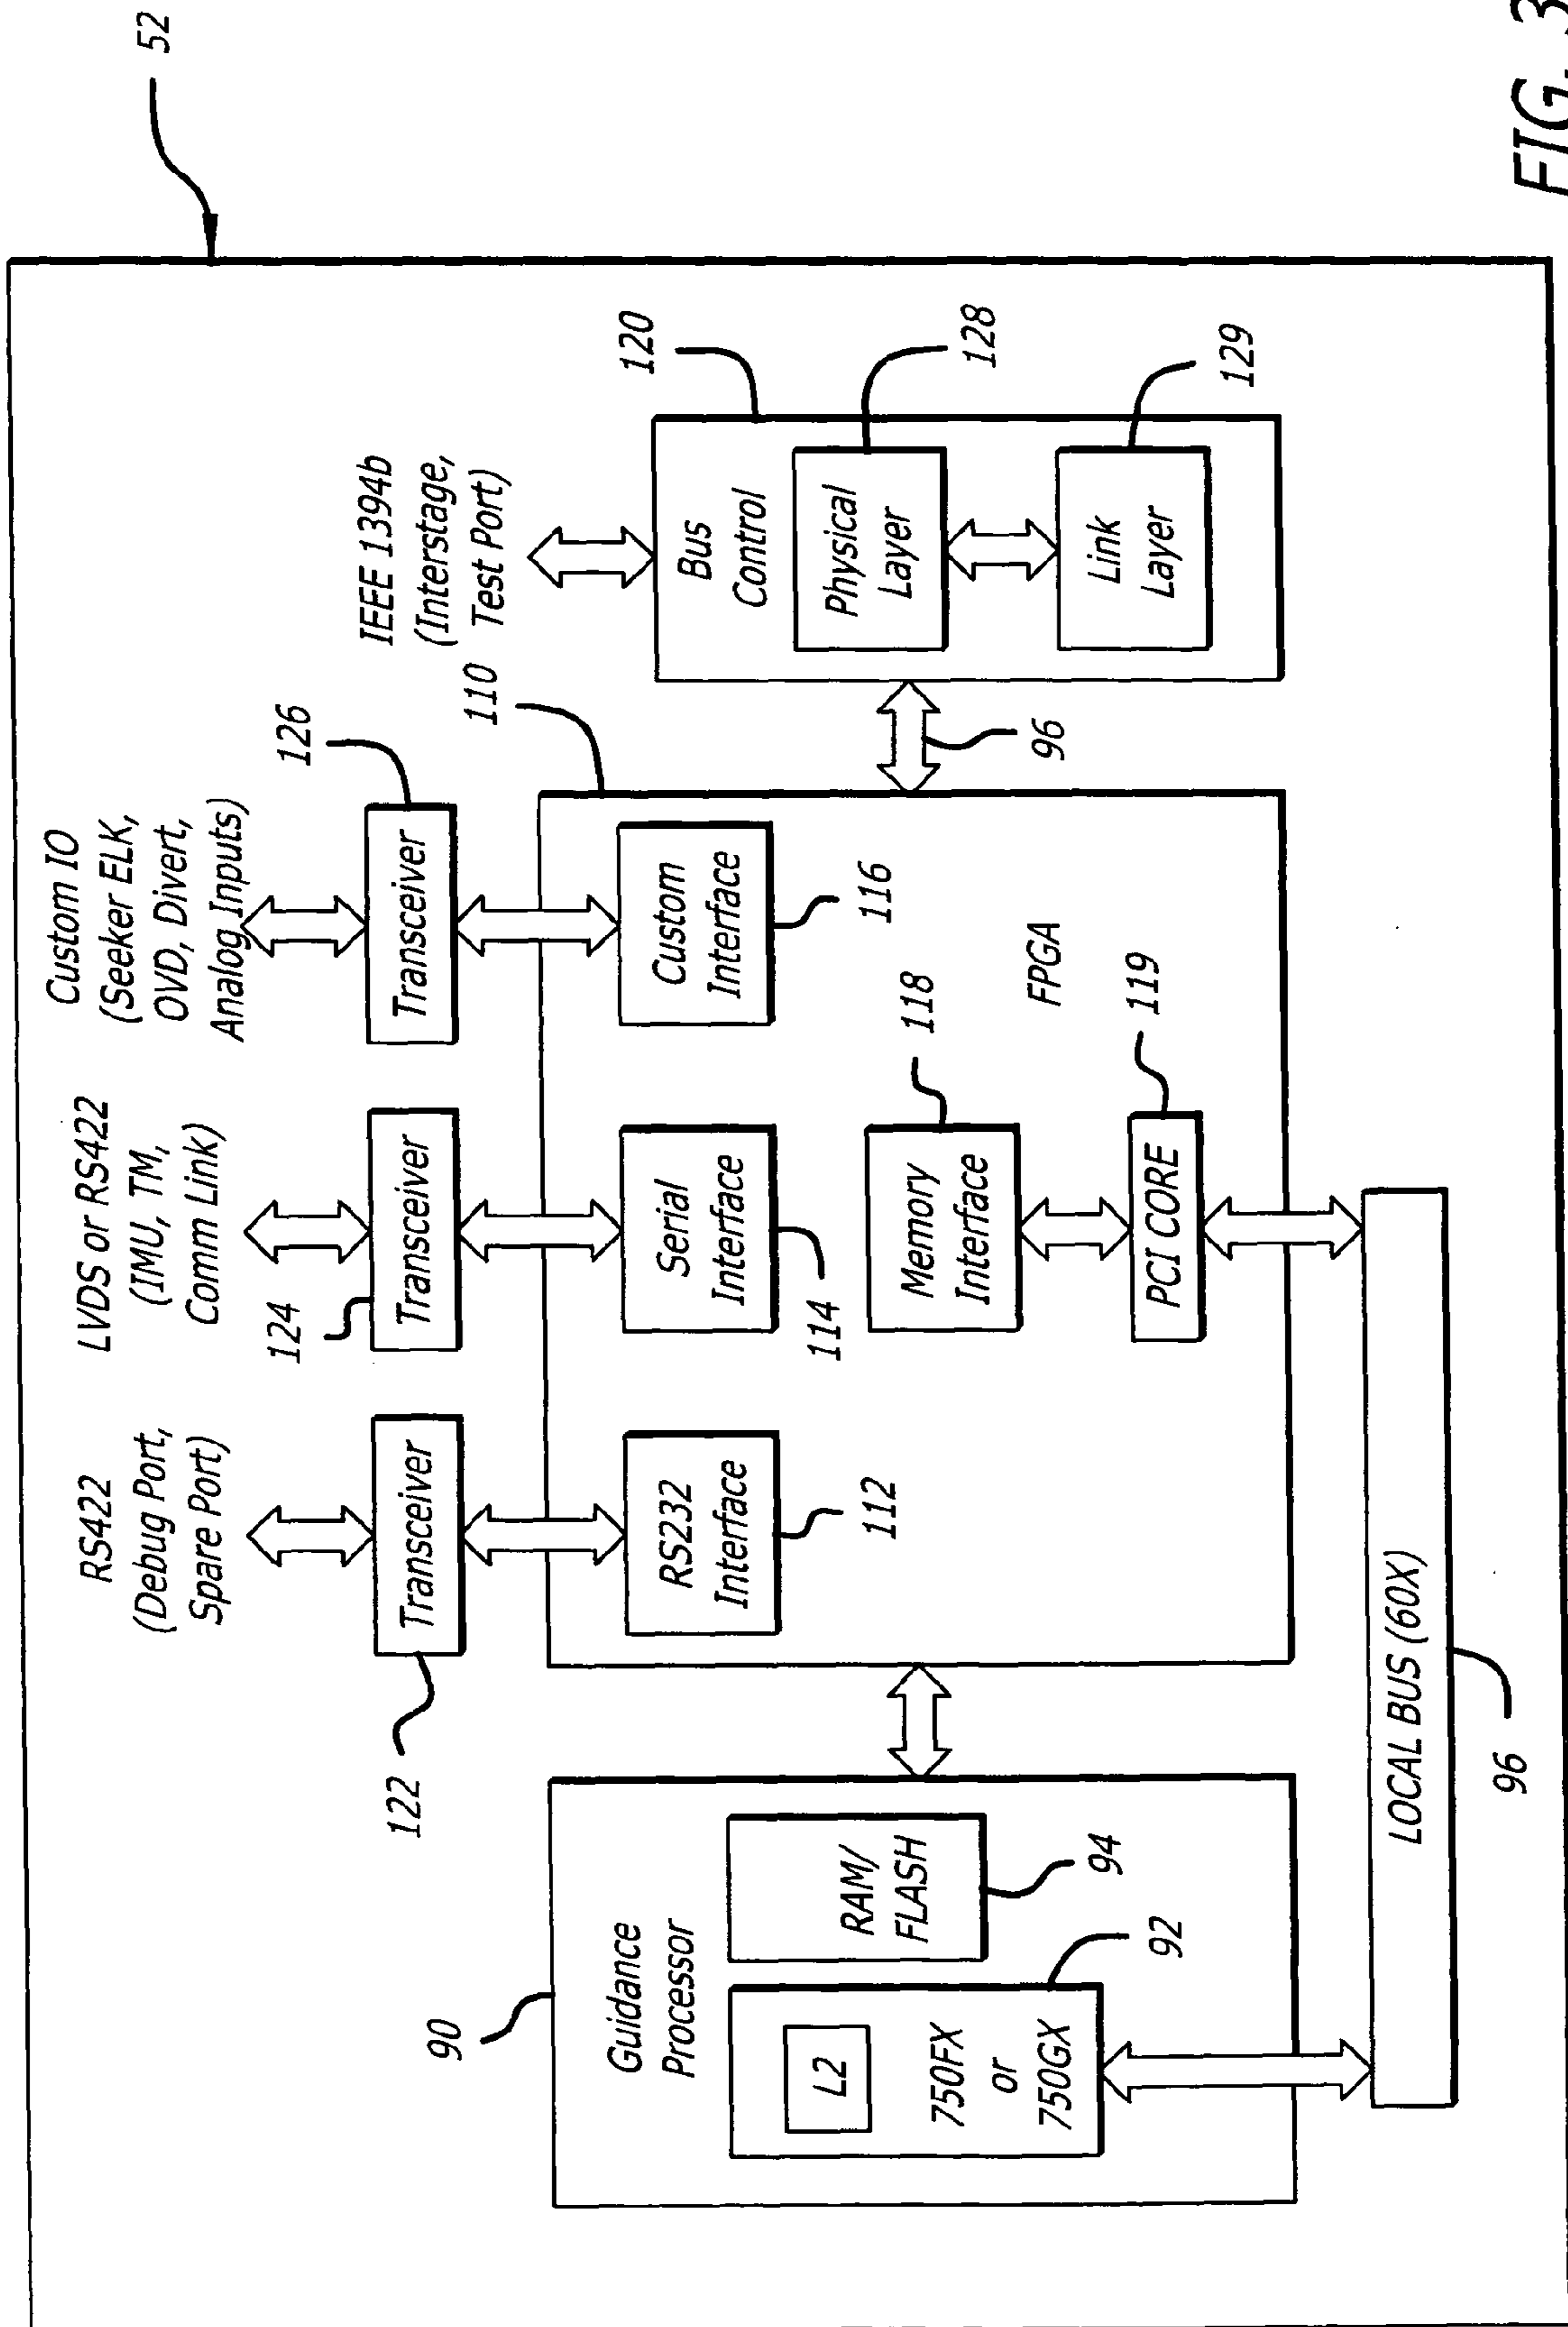 52
RS422
(Debug Port,
Spare Port)
LVDS or RS422
(IMU, TM,
Comm Link)
Custom IO
(Seeker ELK,
OVD, Divert,
Analog Inputs)
IEEE 1394b
(Interstage,
Test Port)
122
Transceiver
124
Transceiver
126
Transceiver
110
120
90
Guidance
Processor
L2
750FX
or
750GX
92
RAM/
FLASH
94
RS232
Interface
112
Serial
Interface
114
Custom
Interface
116
Memory
Interface
118
FPGA
PCI CORE
119
96
Bus
Control
Physical
Layer
128
Link
Layer
129
LOCAL BUS (60X)
96
FIG. 3